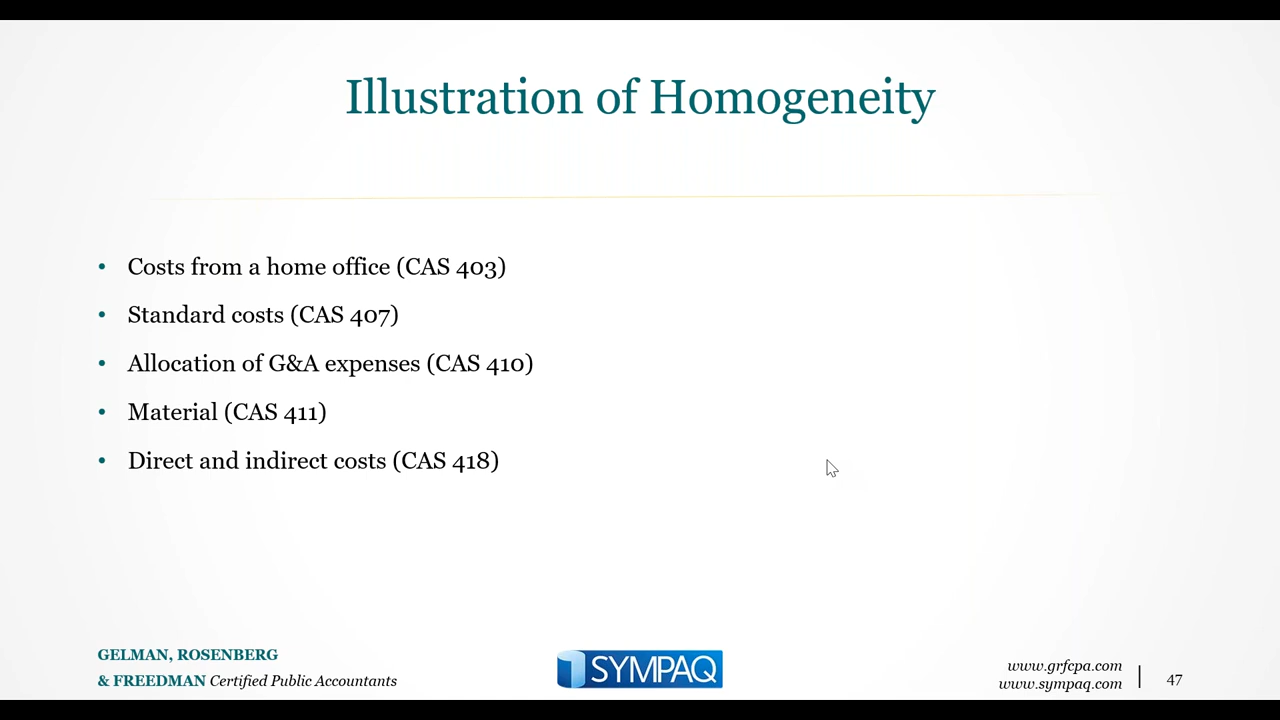 Illustration of Homogeneity
• Costs from a home office (CAS 403)
• Standard costs (CAS 407)
• Allocation of G&A expenses (CAS 410)
• Material (CAS 411)
• Direct and indirect costs (CAS 418)
GELMAN, ROSENBERG
& FREEDMAN Certified Public Accountants
SYMPAQ
www.grfcpa.com
www.sympaq.com
47